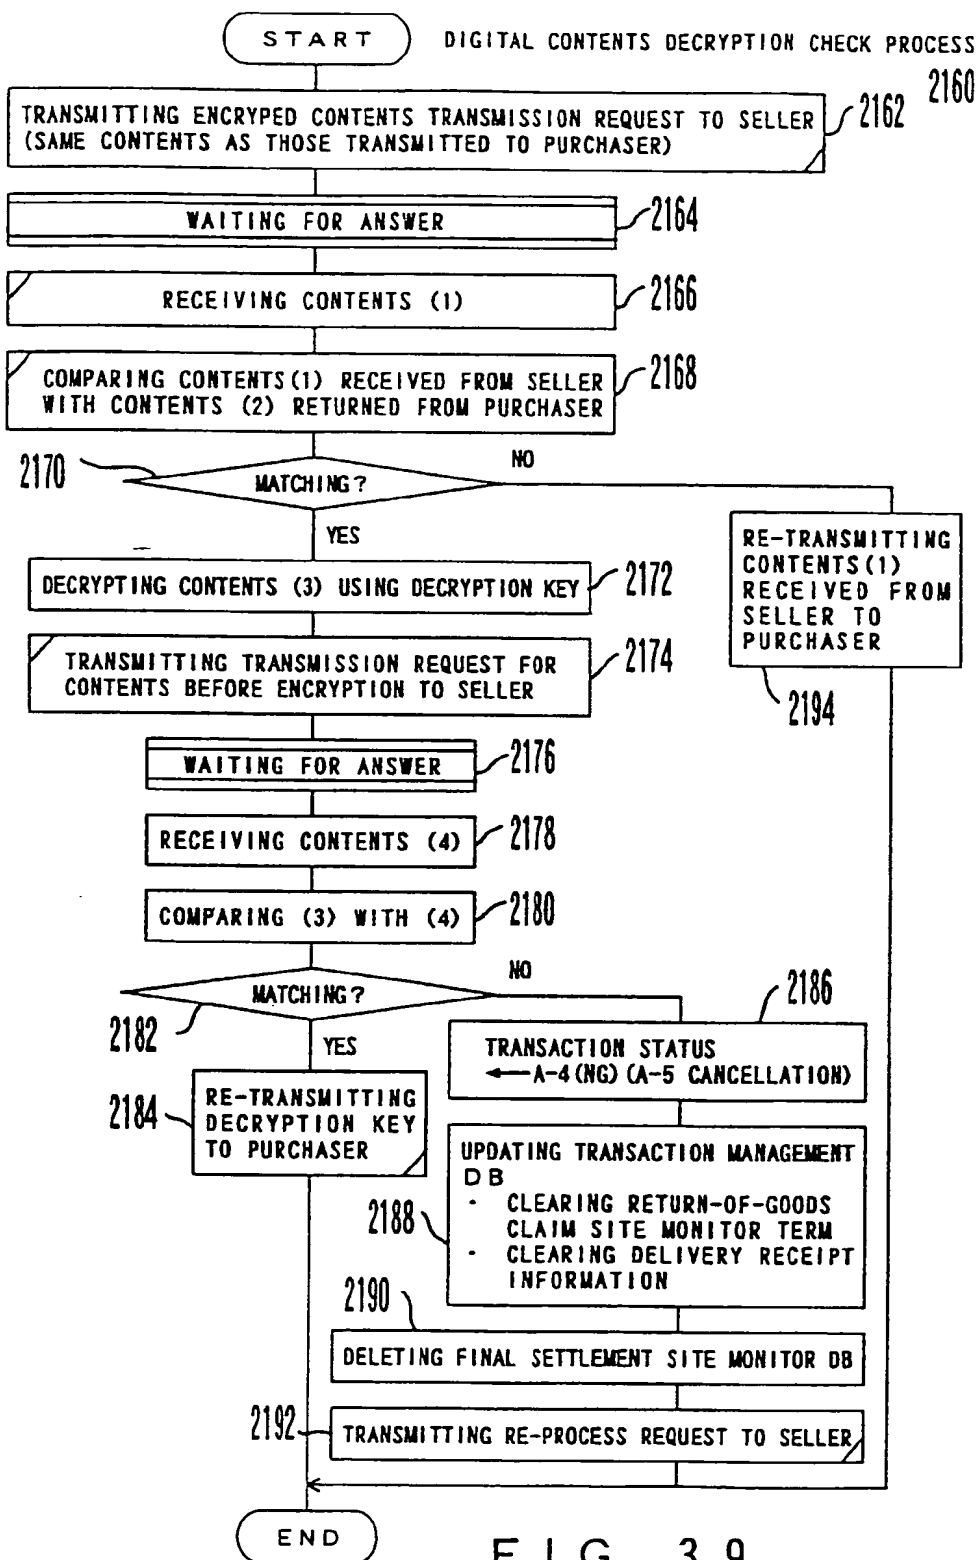 START
DIGITAL CONTENTS DECRYPTION CHECK PROCESS
2160
TRANSMITTING ENCRYPED CONTENTS TRANSMISSION REQUEST TO SELLER
(SAME CONTENTS AS THOSE TRANSMITTED TO PURCHASER)
2162
WAITING FOR ANSWER
2164
RECEIVING CONTENTS (1)
2166
COMPARING CONTENTS(1) RECEIVED FROM SELLER
WITH CONTENTS (2) RETURNED FROM PURCHASER
2168
2170
MATCHING?
NO
YES
RE-TRANSMITTING
CONTENTS(1)
RECEIVED FROM
SELLER TO
PURCHASER
2194
DECRYPTING CONTENTS (3) USING DECRYPTION KEY
2172
TRANSMITTING TRANSMISSION REQUEST FOR
CONTENTS BEFORE ENCRYPTION TO SELLER
2174
WAITING FOR ANSWER
2176
RECEIVING CONTENTS (4)
2178
COMPARING (3) WITH (4)
2180
MATCHING?
NO
2182
YES
2186
TRANSACTION STATUS
←A-4(NG)(A-5 CANCELLATION)
2184
RE-TRANSMITTING
DECRYPTION KEY
TO PURCHASER
UPDATING TRANSACTION MANAGEMENT
DB
- CLEARING RETURN-OF-GOODS
CLAIM SITE MONITOR TERM
- CLEARING DELIVERY RECEIPT
INFORMATION
2188
2190
DELETING FINAL SETTLEMENT SITE MONITOR DB
2192
TRANSMITTING RE-PROCESS REQUEST TO SELLER
END
FIG. 39